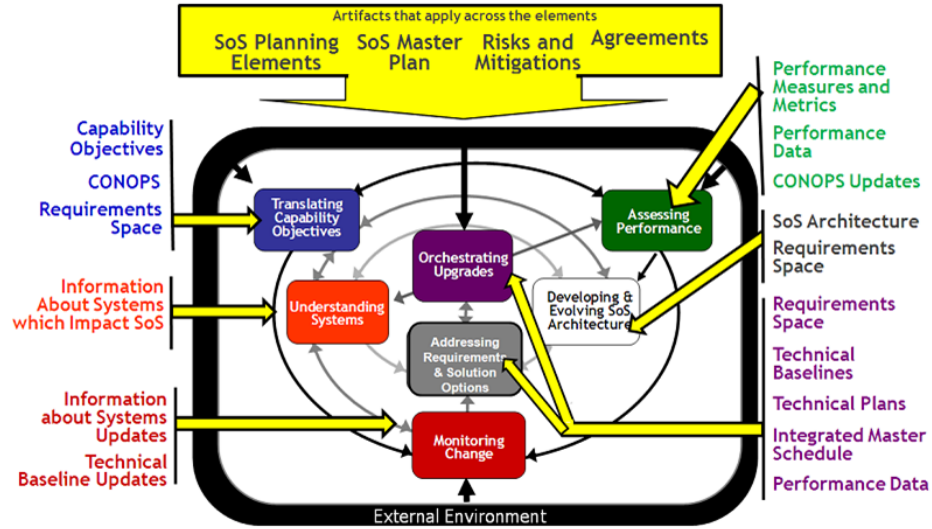 Artifacts that apply across the elements
SoS Planning
Elements
SoS Master
Plan
Risks and
Mitigations
Agreements
Capability
Objectives
CONOPS
Requirements
Space
Information
About Systems
which Impact SoS
Information
about Systems
Updates
Technical
Baseline Updates
Translating
Capability
Objectives
Assessing
Performance
Orchestrating
Upgrades
Understanding
Systems
Developing &
Evolving SoS
Architecture
Addressing
Requirements
& Solution
Options
Monitoring
Change
External Environment
Performance
Measures and
Metrics
Performance
Data
CONOPS Updates
SoS Architecture
Requirements
Space
Requirements
Space
Technical
Baselines
Technical Plans
Integrated Master
Schedule
Performance Data